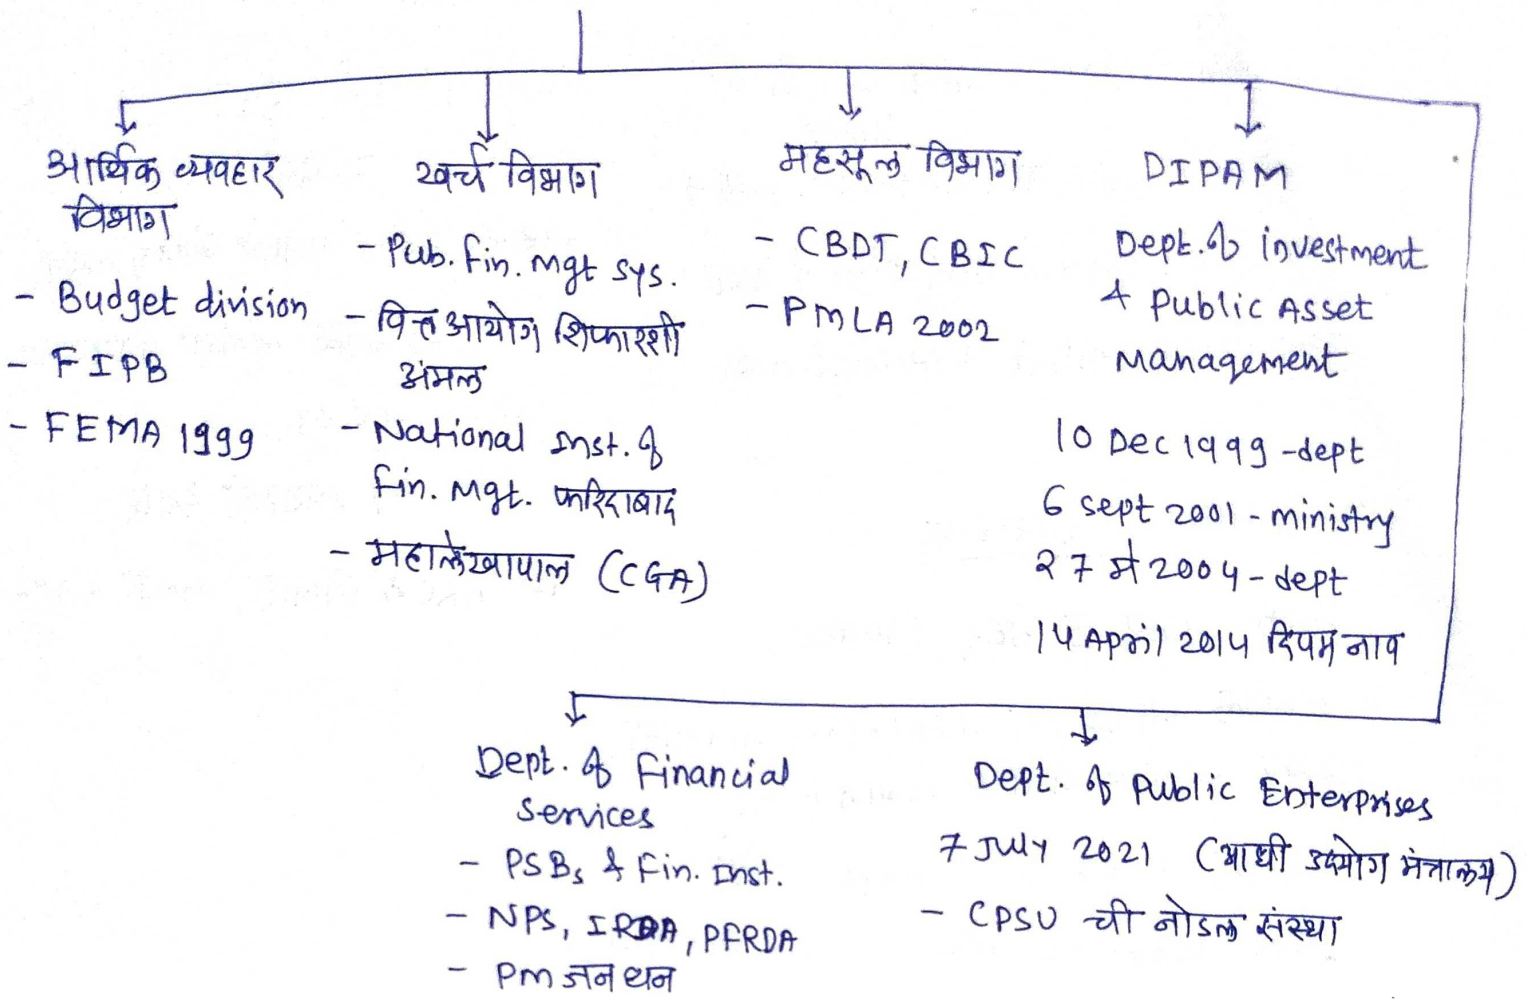 आर्थिक व्यवहार
विभाग
- Budget division
- FIPB
- FEMA 1999
खर्च विभाग
- Pub. fin. mgt sys.
- वित्त आयोग शिफारशी
अंमल
- National Inst. of
fin. mgt. फरिदाबाद
- महालेखापाल (CGA)
महसूल विभाग
- CBDT, CBIC
- PMLA 2002
DIPAM
Dept. of investment
& Public Asset
Management
10 Dec 1999 - dept
6 sept 2001 - ministry
27 मे 2004 - dept
14 April 2014 दिपम नाव
Dept. of financial
Services
- PSBs & fin. Inst.
- NPS, IRDA, PFRDA
- Pm जन धन
Dept. of Public Enterprises
7 July 2021 (आधी उद्योग मंत्रालय)
- CPSU ची नोडल संस्था